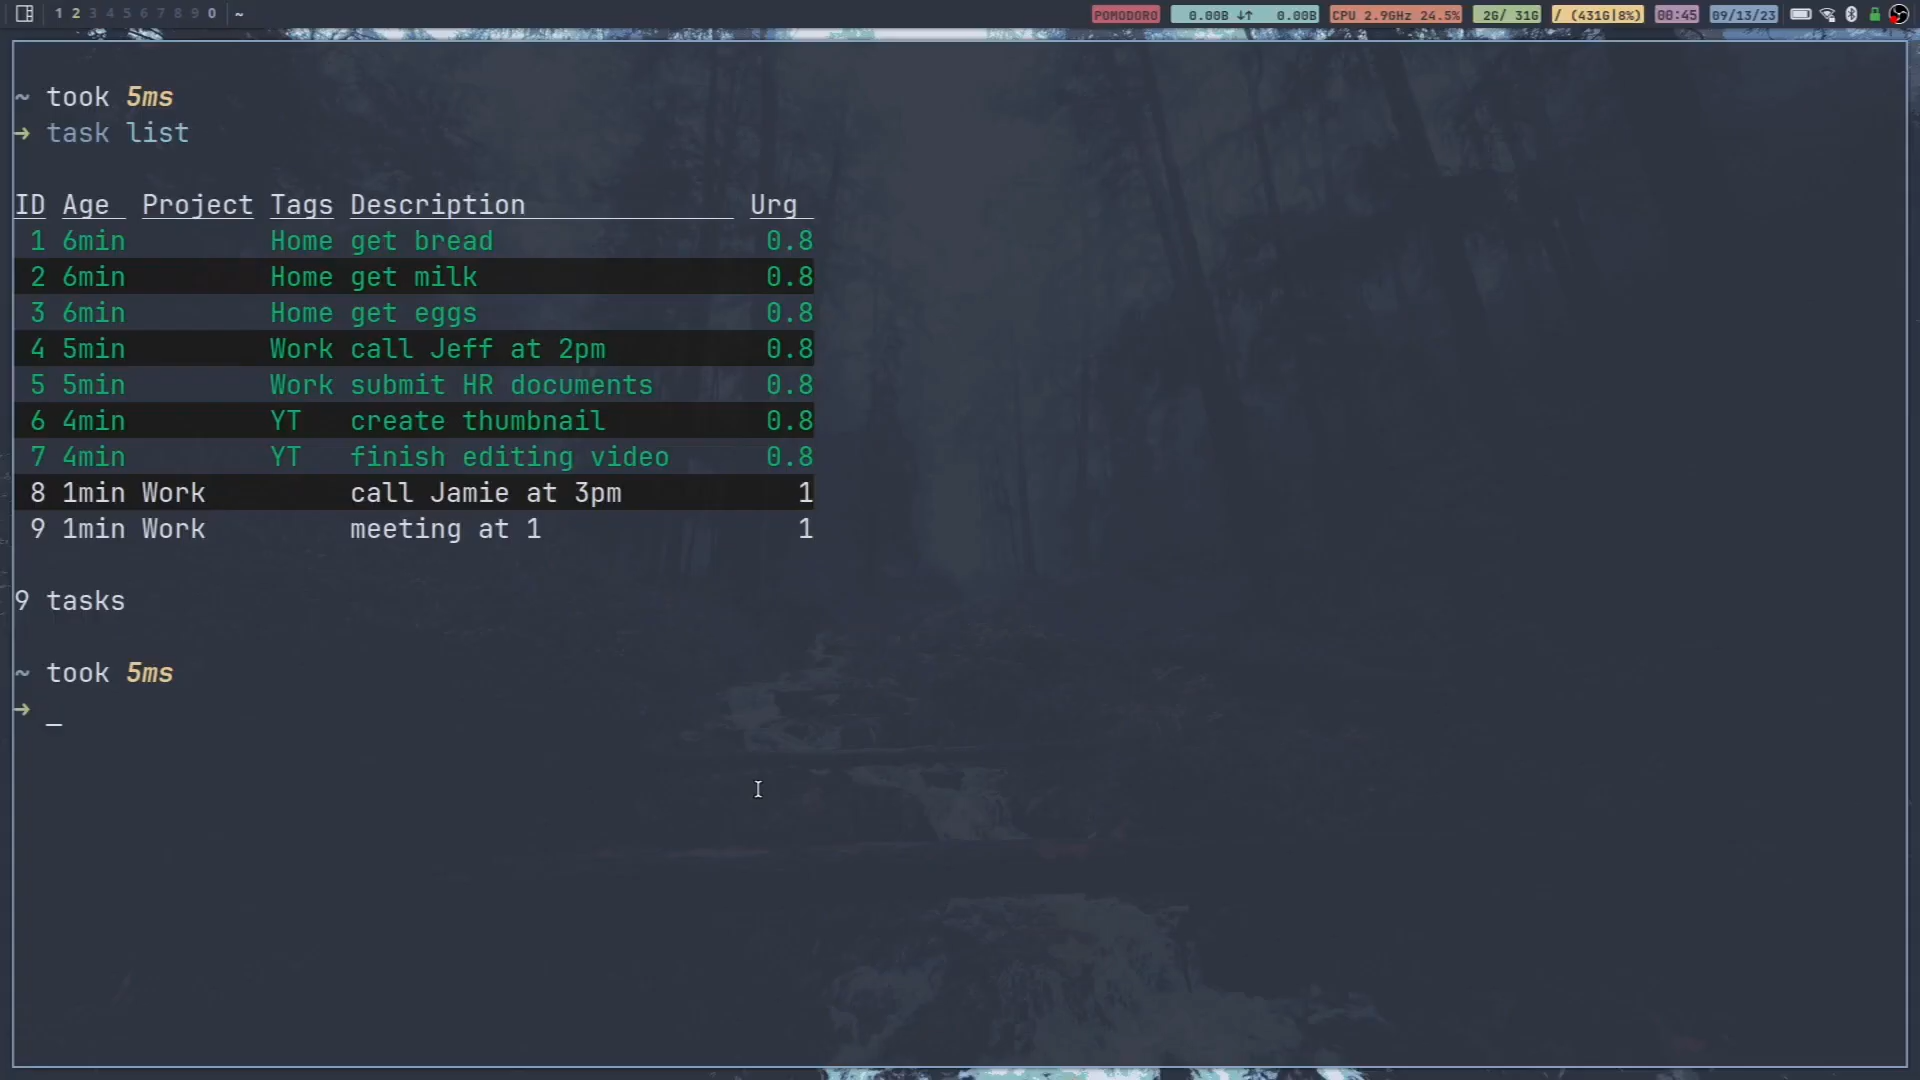 1 2 3 4 5 6 7 8 9 0 ~ POMODORO 0.00B ↓↑ 0.00B CPU 2.9GHz 24.5% 2G/ 31G / (431G|8%) 08:45 09/13/23
~ took 5ms
➜ task list
ID Age Project Tags Description Urg
1 6min Home get bread 0.8
2 6min Home get milk 0.8
3 6min Home get eggs 0.8
4 5min Work call Jeff at 2pm 0.8
5 5min Work submit HR documents 0.8
6 4min YT create thumbnail 0.8
7 4min YT finish editing video 0.8
8 1min Work call Jamie at 3pm 1
9 1min Work meeting at 1 1
9 tasks
~ took 5ms
➜ _